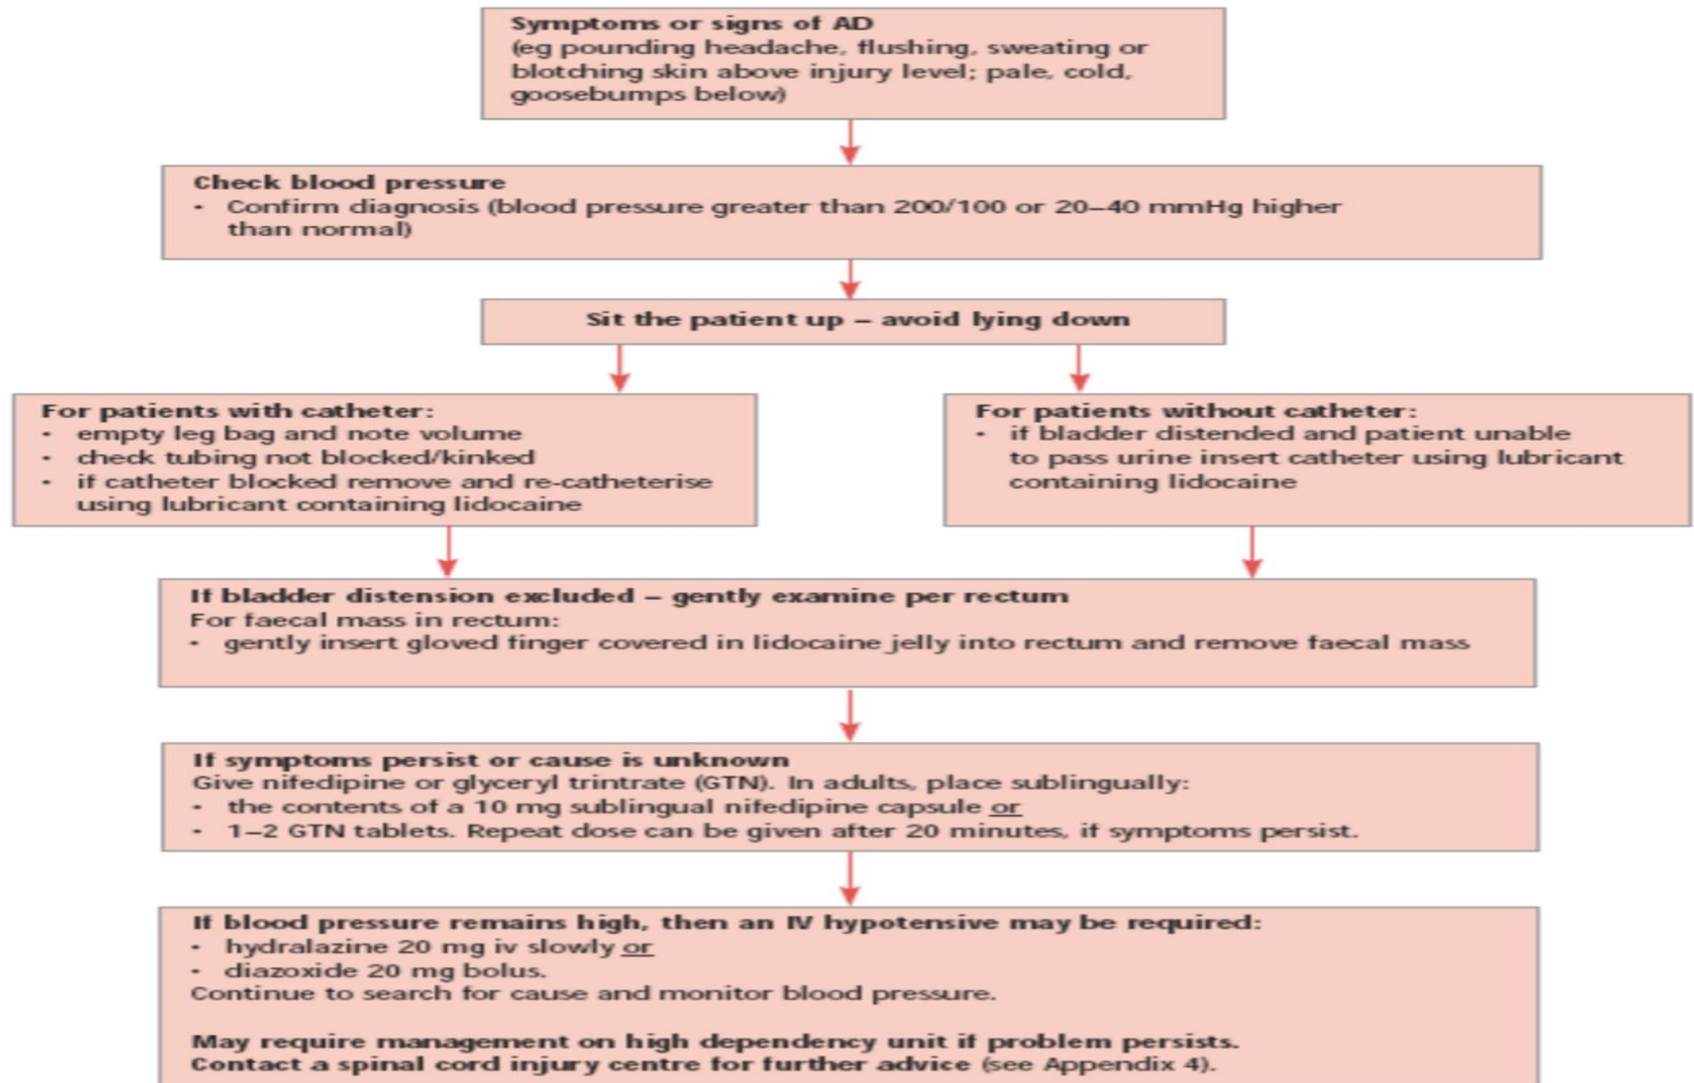 Symptoms or signs of AD
(eg pounding headache, flushing, sweating or
blotching skin above injury level; pale, cold,
goosebumps below)
Check blood pressure
• Confirm diagnosis (blood pressure greater than 200/100 or 20–40 mmHg higher
than normal)
Sit the patient up – avoid lying down
For patients with catheter:
• empty leg bag and note volume
• check tubing not blocked/kinked
• if catheter blocked remove and re-catheterise
using lubricant containing lidocaine
For patients without catheter:
• if bladder distended and patient unable
to pass urine insert catheter using lubricant
containing lidocaine
If bladder distension excluded – gently examine per rectum
For faecal mass in rectum:
• gently insert gloved finger covered in lidocaine jelly into rectum and remove faecal mass
If symptoms persist or cause is unknown
Give nifedipine or glyceryl trintrate (GTN). In adults, place sublingually:
• the contents of a 10 mg sublingual nifedipine capsule or
• 1–2 GTN tablets. Repeat dose can be given after 20 minutes, if symptoms persist.
If blood pressure remains high, then an IV hypotensive may be required:
• hydralazine 20 mg iv slowly or
• diazoxide 20 mg bolus.
Continue to search for cause and monitor blood pressure.
May require management on high dependency unit if problem persists.
Contact a spinal cord injury centre for further advice (see Appendix 4).